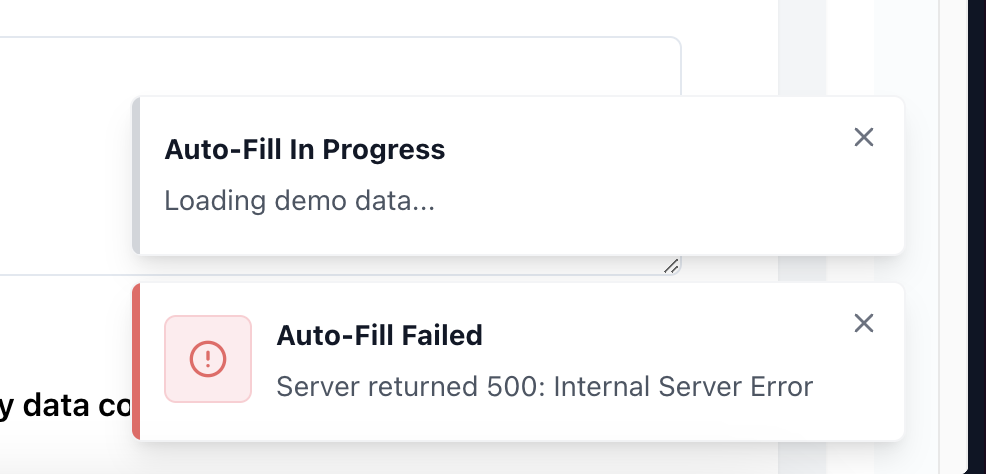 Auto-Fill In Progress
Loading demo data...
Auto-Fill Failed
Server returned 500: Internal Server Error
y data co